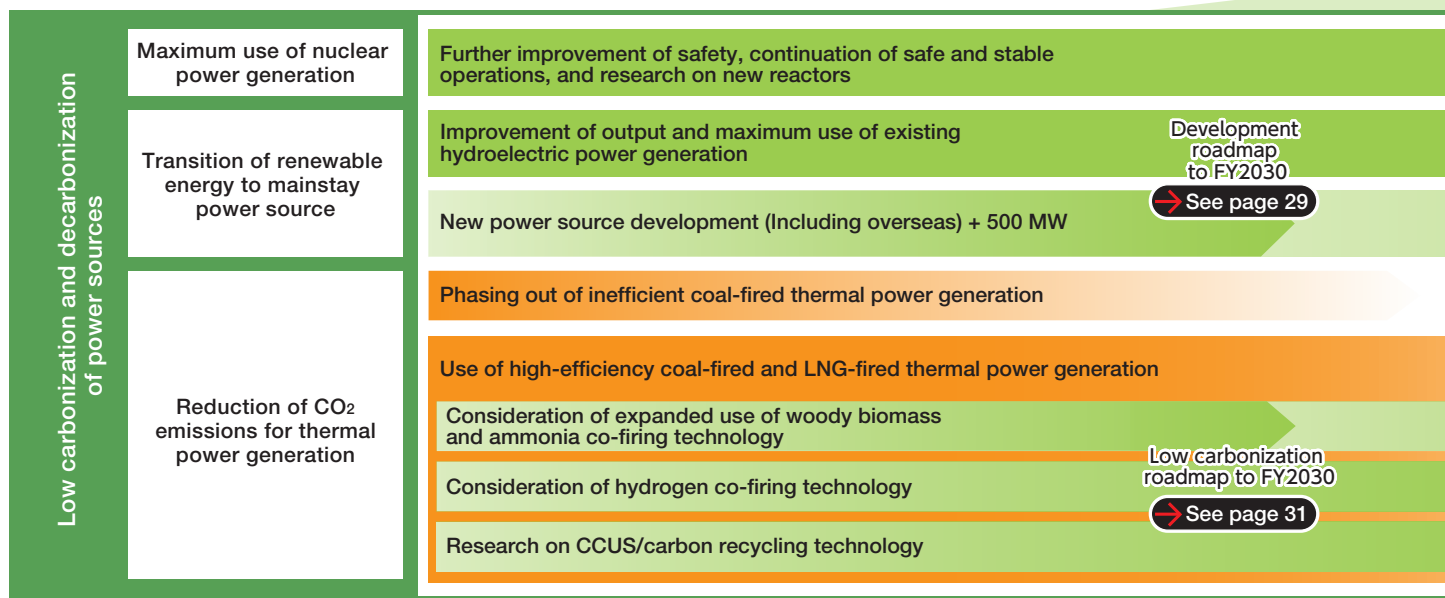 Low carbonization and decarbonization
of power sources
Maximum use of nuclear
power generation
Further improvement of safety, continuation of safe and stable
operations, and research on new reactors
Transition of renewable
energy to mainstay
power source
Improvement of output and maximum use of existing
hydroelectric power generation
Development
roadmap
to FY2030
See page 29
New power source development (Including overseas) + 500 MW
Reduction of CO2
emissions for thermal
power generation
Phasing out of inefficient coal-fired thermal power generation
Use of high-efficiency coal-fired and LNG-fired thermal power generation
Consideration of expanded use of woody biomass
and ammonia co-firing technology
Low carbonization
roadmap to FY2030
See page 31
Consideration of hydrogen co-firing technology
Research on CCUS/carbon recycling technology